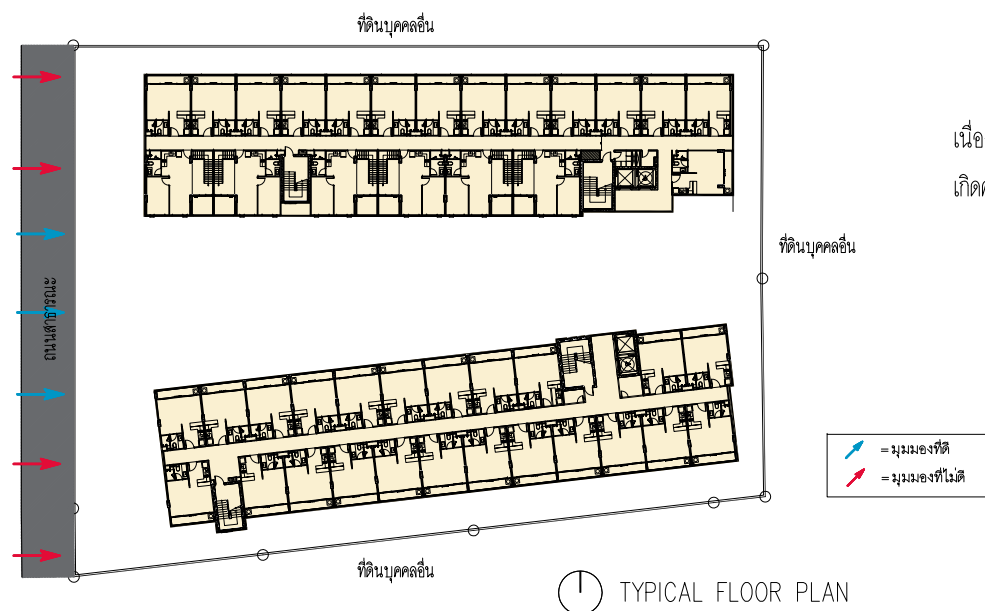 ที่ดินบุคคลอื่น
เนื่อ
เกิด
ที่ดินบุคคลอื่น
ถนนสาธารณะ
=มุมมองที่ดี
=มุมมองที่ไม่ดี
ที่ดินบุคคลอื่น
TYPICAL FLOOR PLAN